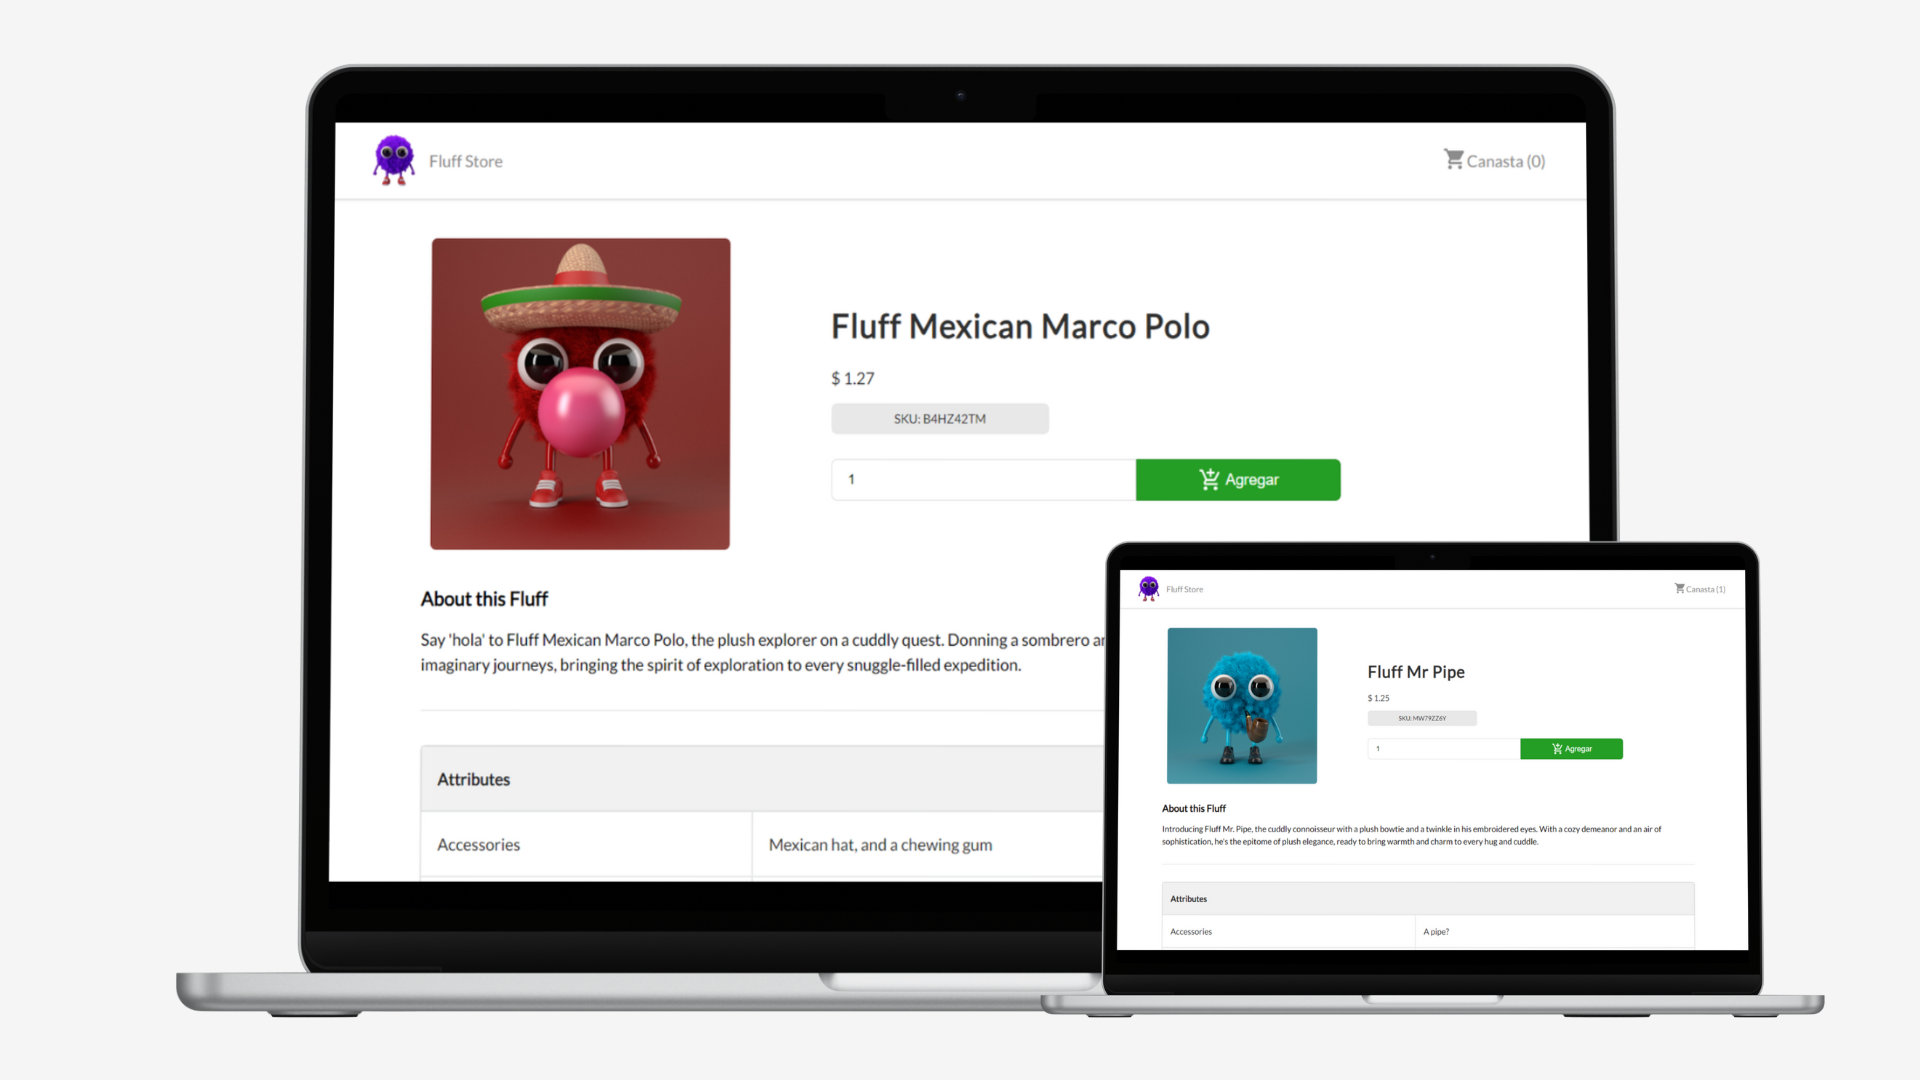 Fluff Store
Canasta (0)
Fluff Mexican Marco Polo
$ 1.27
SKU: B4HZ42TM
1
Agregar
About this Fluff
Say 'hola' to Fluff Mexican Marco Polo, the plush explorer on a cuddly quest. Donning a sombrero
imaginary journeys, bringing the spirit of exploration to every snuggle-filled expedition.
Attributes
Accessories
Mexican hat, and a chewing gum
Fluff Store
Canasta (1)
Fluff Mr Pipe
$ 1.25
SKU: MW79ZZ6Y
1
Agregar
About this Fluff
Introducing Fluff Mr. Pipe, the cuddly connoisseur with a plush bowtie and a twinkle in his embroidered eyes. With a cozy demeanor and an air of
sophistication, he's the epitome of plush elegance, ready to bring warmth and charm to every hug and cuddle.
Attributes
Accessories
A pipe?